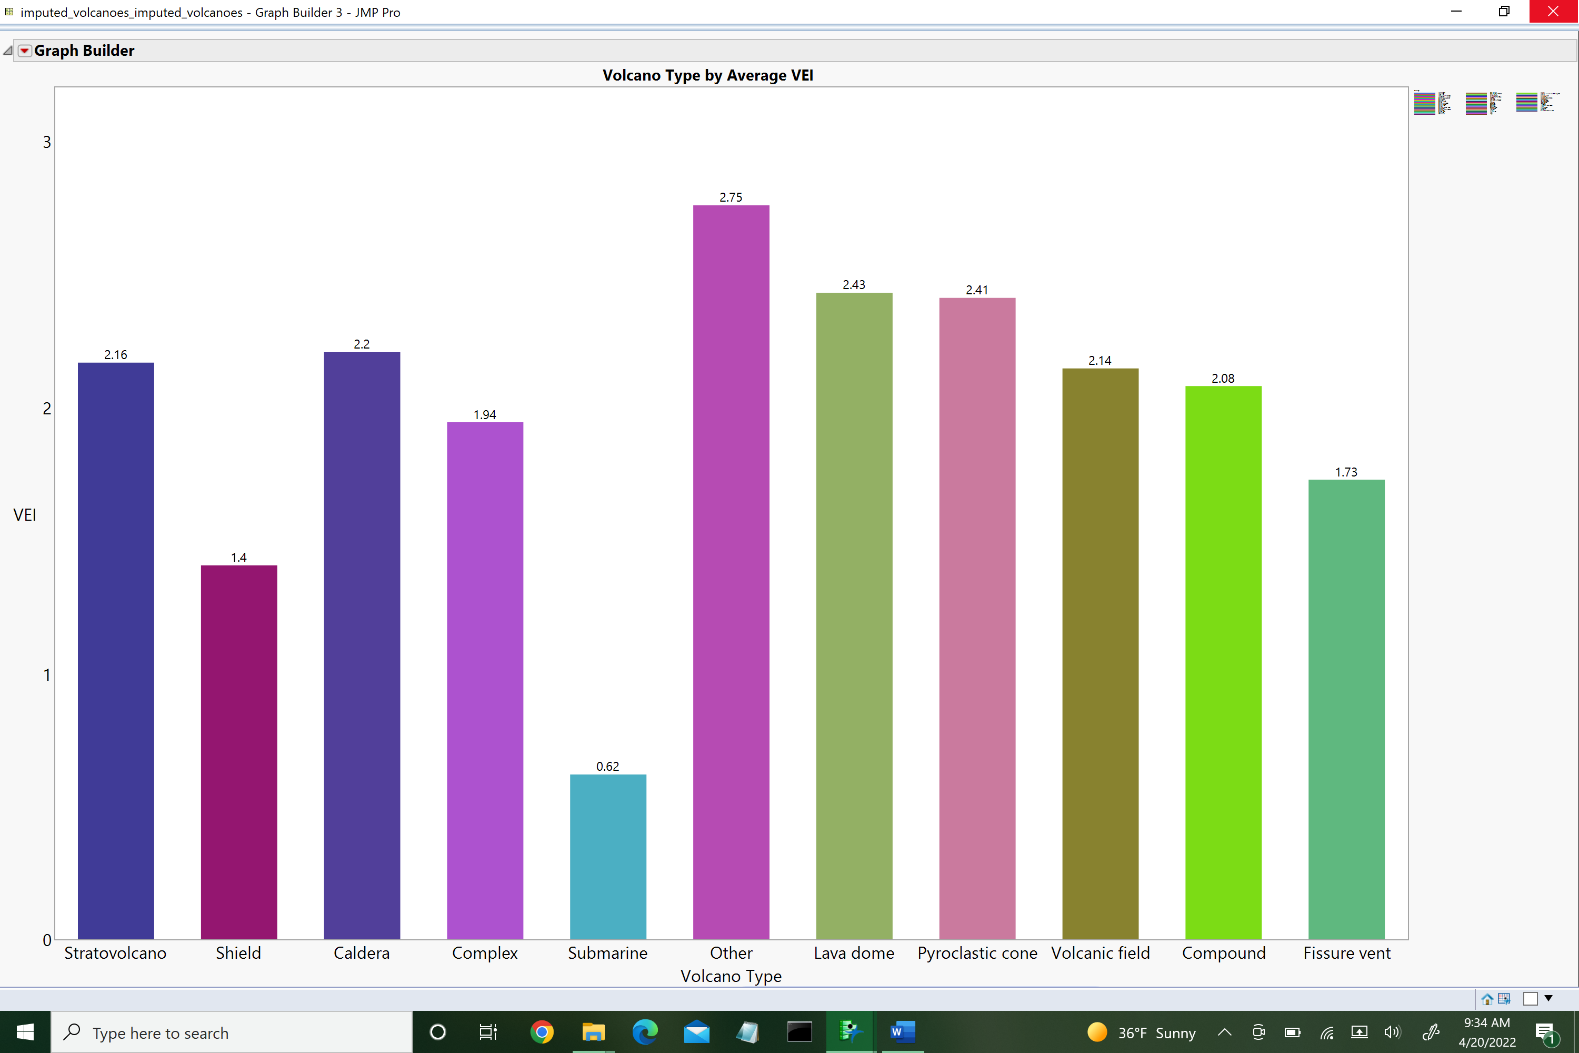 imputed_volcanoes_imputed_volcanoes - Graph Builder 3 - JMP Pro
Graph Builder
Volcano Type by Average VEI
3
2
1
0
VEI
2.16
1.4
2.2
1.94
0.62
2.75
2.43
2.41
2.14
2.08
1.73
Stratovolcano Shield Caldera Complex Submarine Other Lava dome Pyroclastic cone Volcanic field Compound Fissure vent
Volcano Type
Type here to search
W
36°F Sunny
9:34 AM
4/20/2022
1